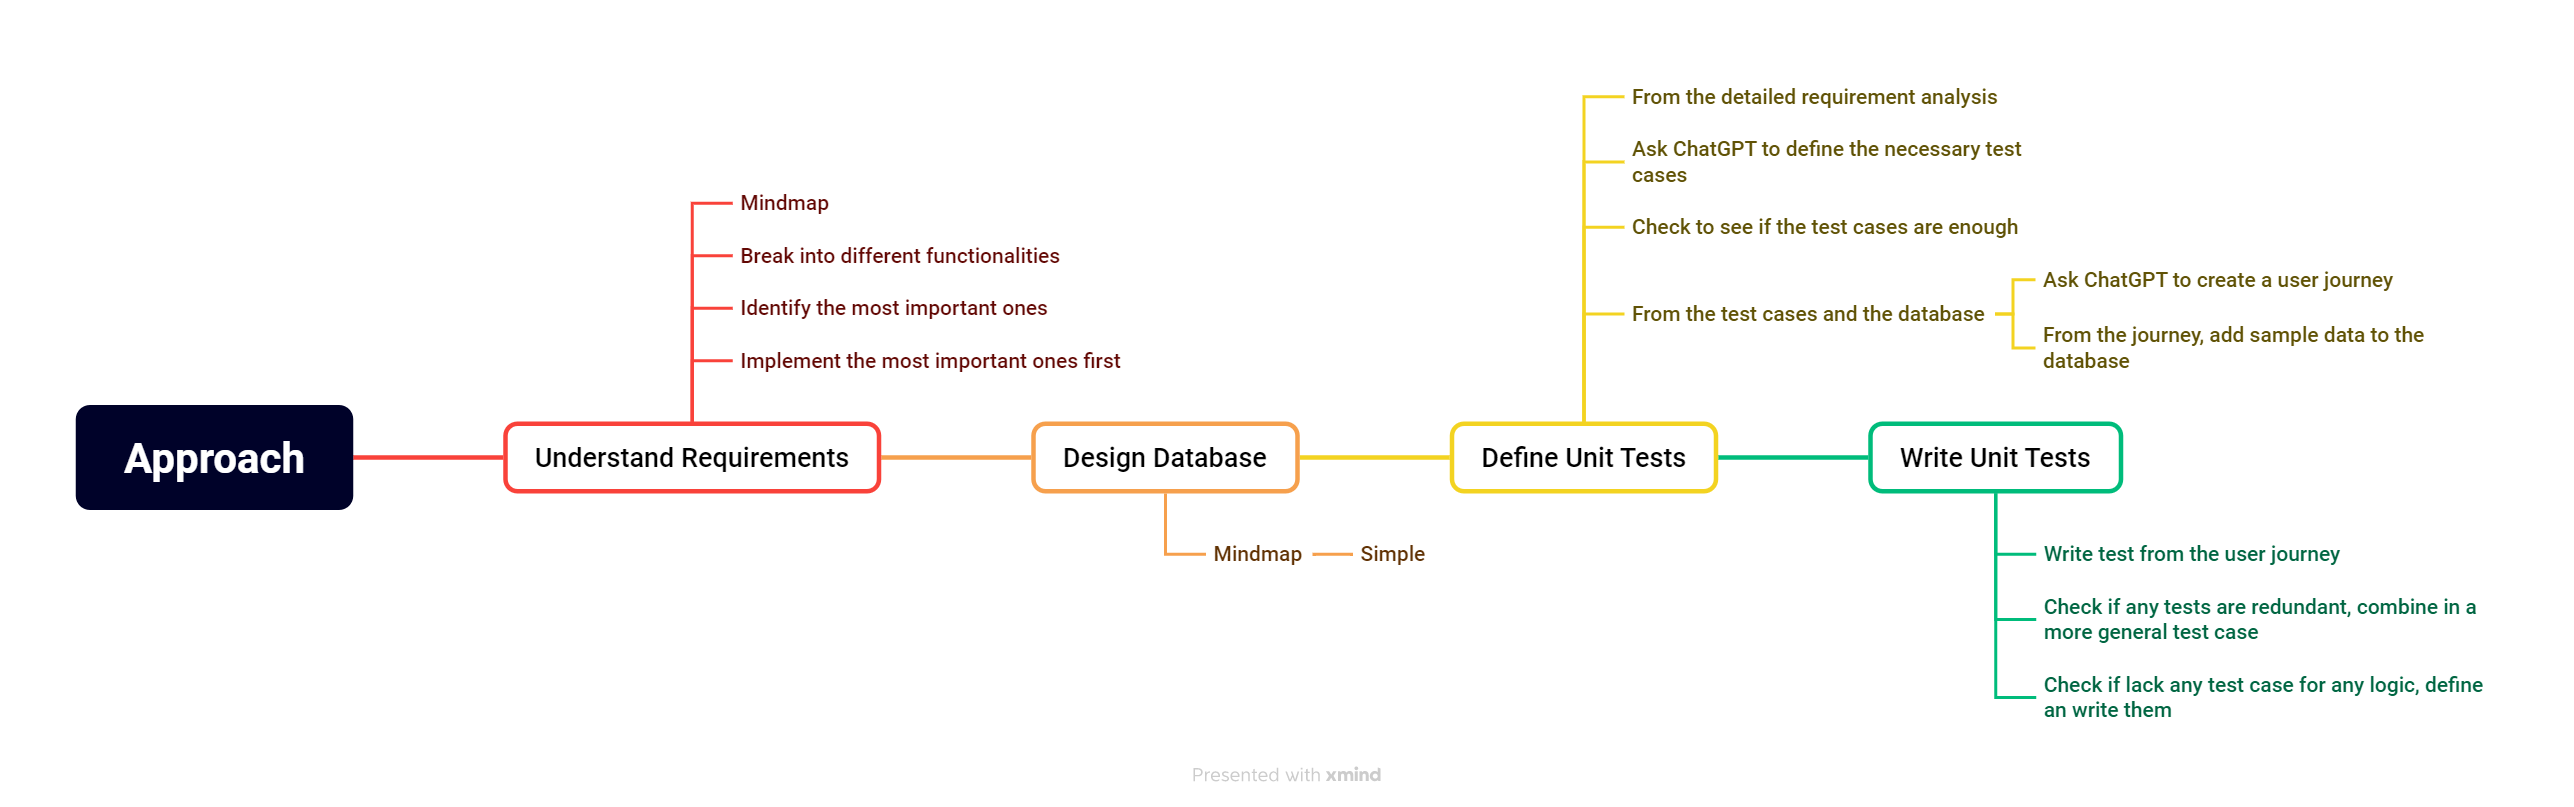 Approach
Understand Requirements
Mindmap
Break into different functionalities
Identify the most important ones
Implement the most important ones first
Design Database
Mindmap
Simple
Define Unit Tests
From the detailed requirement analysis
Ask ChatGPT to define the necessary test
cases
Check to see if the test cases are enough
From the test cases and the database
Ask ChatGPT to create a user journey
From the journey, add sample data to the
database
Write Unit Tests
Write test from the user journey
Check if any tests are redundant, combine in a
more general test case
Check if lack any test case for any logic, define
an write them
Presented with xmind